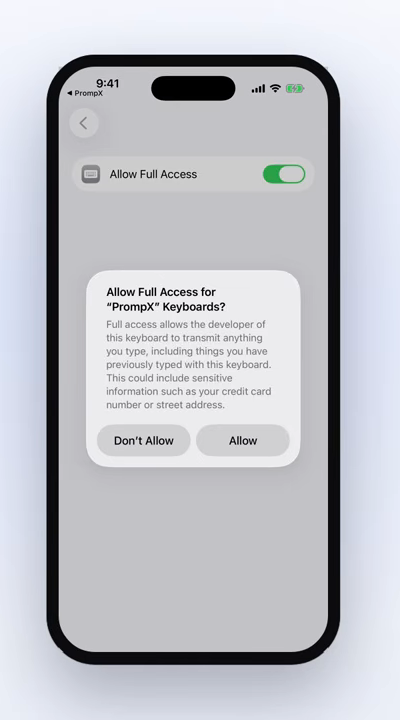 9:41
◀ PrompX
Allow Full Access
Allow Full Access for
“PrompX” Keyboards?
Full access allows the developer of
this keyboard to transmit anything
you type, including things you have
previously typed with this keyboard.
This could include sensitive
information such as your credit card
number or street address.
Don’t Allow
Allow